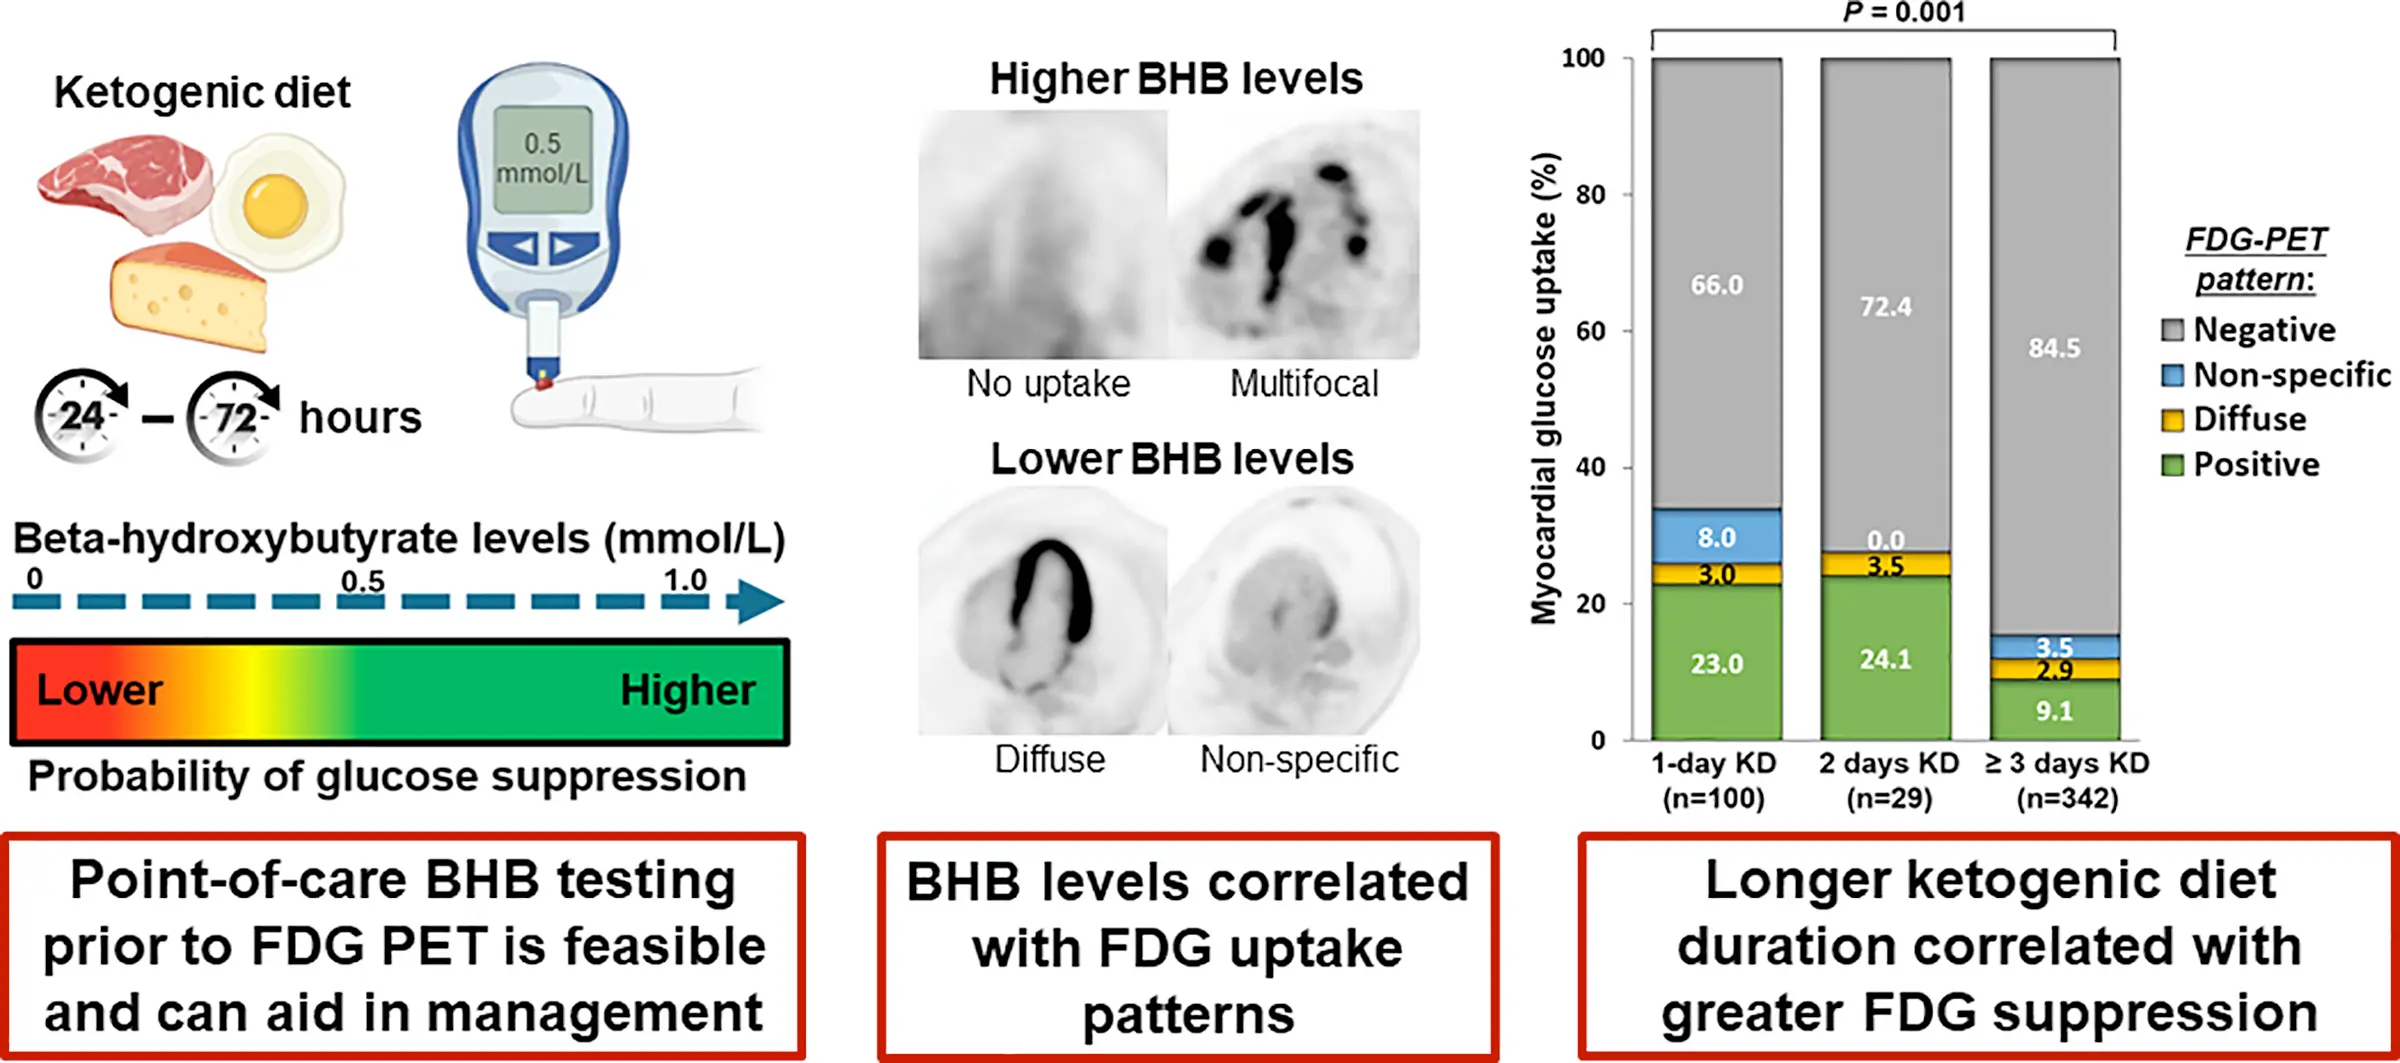 Ketogenic diet
0.5
mmol/L
24 – 72 hours
Beta-hydroxybutyrate levels (mmol/L)
0 0.5 1.0
Lower Higher
Probability of glucose suppression
Point-of-care BHB testing
prior to FDG PET is feasible
and can aid in management
Higher BHB levels
No uptake Multifocal
Lower BHB levels
Diffuse Non-specific
BHB levels correlated
with FDG uptake
patterns
P = 0.001
Myocardial glucose uptake (%)
100
80
60
40
20
0
66.0
8.0
3.0
23.0
72.4
0.0
3.5
24.1
84.5
3.5
2.9
9.1
1-day KD
(n=100)
2 days KD
(n=29)
≥ 3 days KD
(n=342)
FDG-PET
pattern:
Negative
Non-specific
Diffuse
Positive
Longer ketogenic diet
duration correlated with
greater FDG suppression